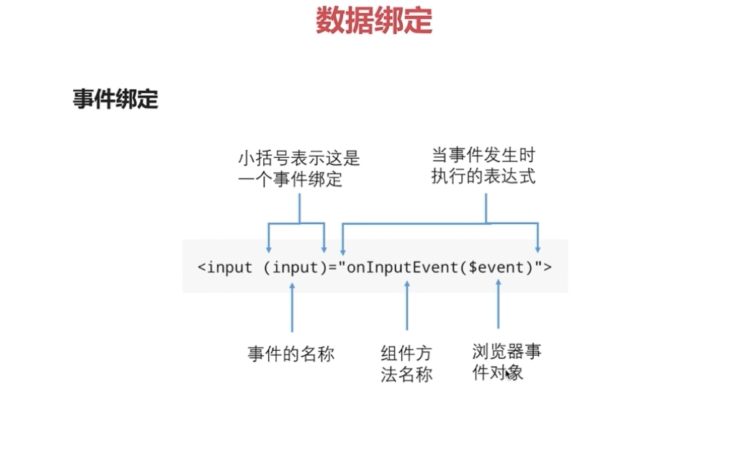 数据绑定
事件绑定
小括号表示这是
一个事件绑定
当事件发生时
执行的表达式
<input (input)="onInputEvent($event)">
事件的名称
组件方
法名称
浏览器事
件对象